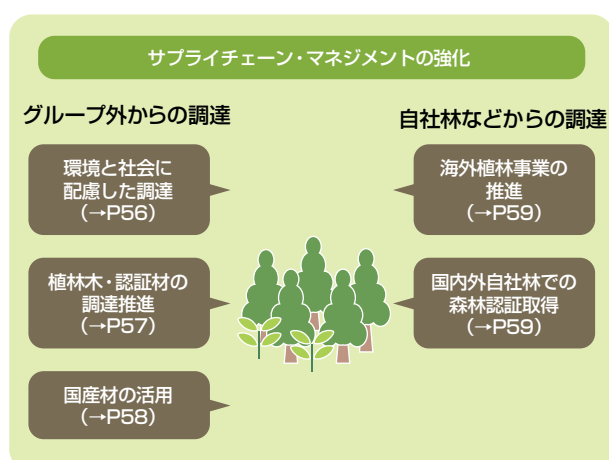 サプライチェーン・マネジメントの強化
グループ外からの調達
環境と社会に
配慮した調達
(→P56)
植林木・認証材の
調達推進
(→P57)
国産材の活用
(→P58)
自社林などからの調達
海外植林事業の
推進
(→P59)
国内外自社林での
森林認証取得
(→P59)